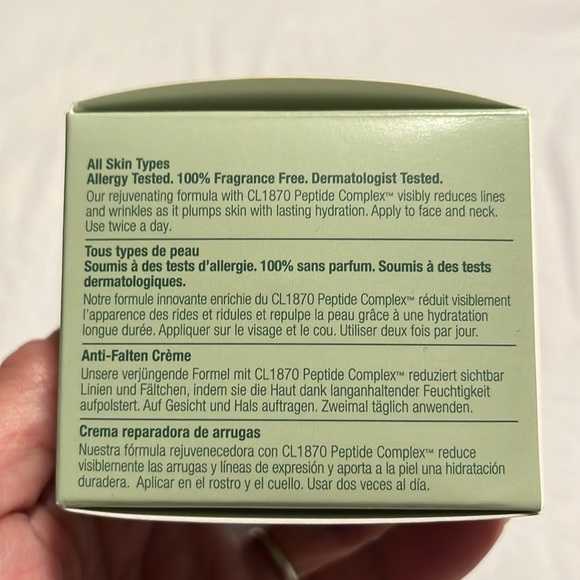 All Skin Types
Allergy Tested. 100% Fragrance Free. Dermatologist Tested.
Our rejuvenating formula with CL1870 Peptide Complex™ visibly reduces lines
and wrinkles as it plumps skin with lasting hydration. Apply to face and neck.
Use twice a day.
Tous types de peau
Soumis à des tests d'allergie. 100% sans parfum. Soumis à des tests
dermatologiques.
Notre formule innovante enrichie du CL1870 Peptide Complex™ réduit visiblement
l'apparence des rides et ridules et repulpe la peau grâce à une hydratation
longue durée. Appliquer sur le visage et le cou. Utiliser deux fois par jour.
Anti-Falten Crème
Unsere verjüngende Formel mit CL1870 Peptide Complex™ reduziert sichtbar
Linien und Fältchen, indem sie die Haut dank langanhaltender Feuchtigkeit
aufpolstert. Auf Gesicht und Hals auftragen. Zweimal täglich anwenden.
Crema reparadora de arrugas
Nuestra fórmula rejuvenecedora con CL1870 Peptide Complex™ reduce
visiblemente las arrugas y líneas de expresión y aporta a la piel una hidratación
duradera. Aplicar en el rostro y el cuello. Usar dos veces al día.